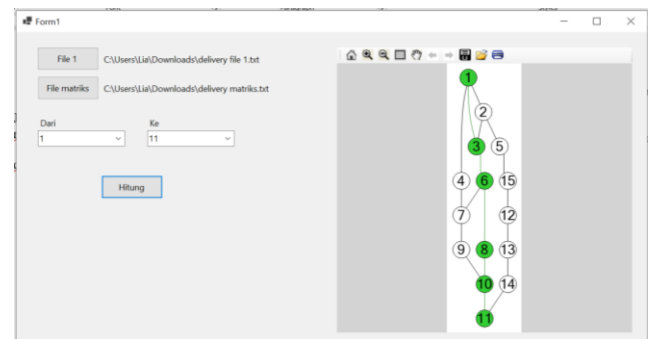 Form1
File 1 C:\Users\Lia\Downloads\delivery file 1.txt
File matriks C:\Users\Lia\Downloads\delivery matriks.txt
Dari Ke
1 11
Hitung
1
2
3 5
4 6 15
7 12
9 8 13
10 14
11